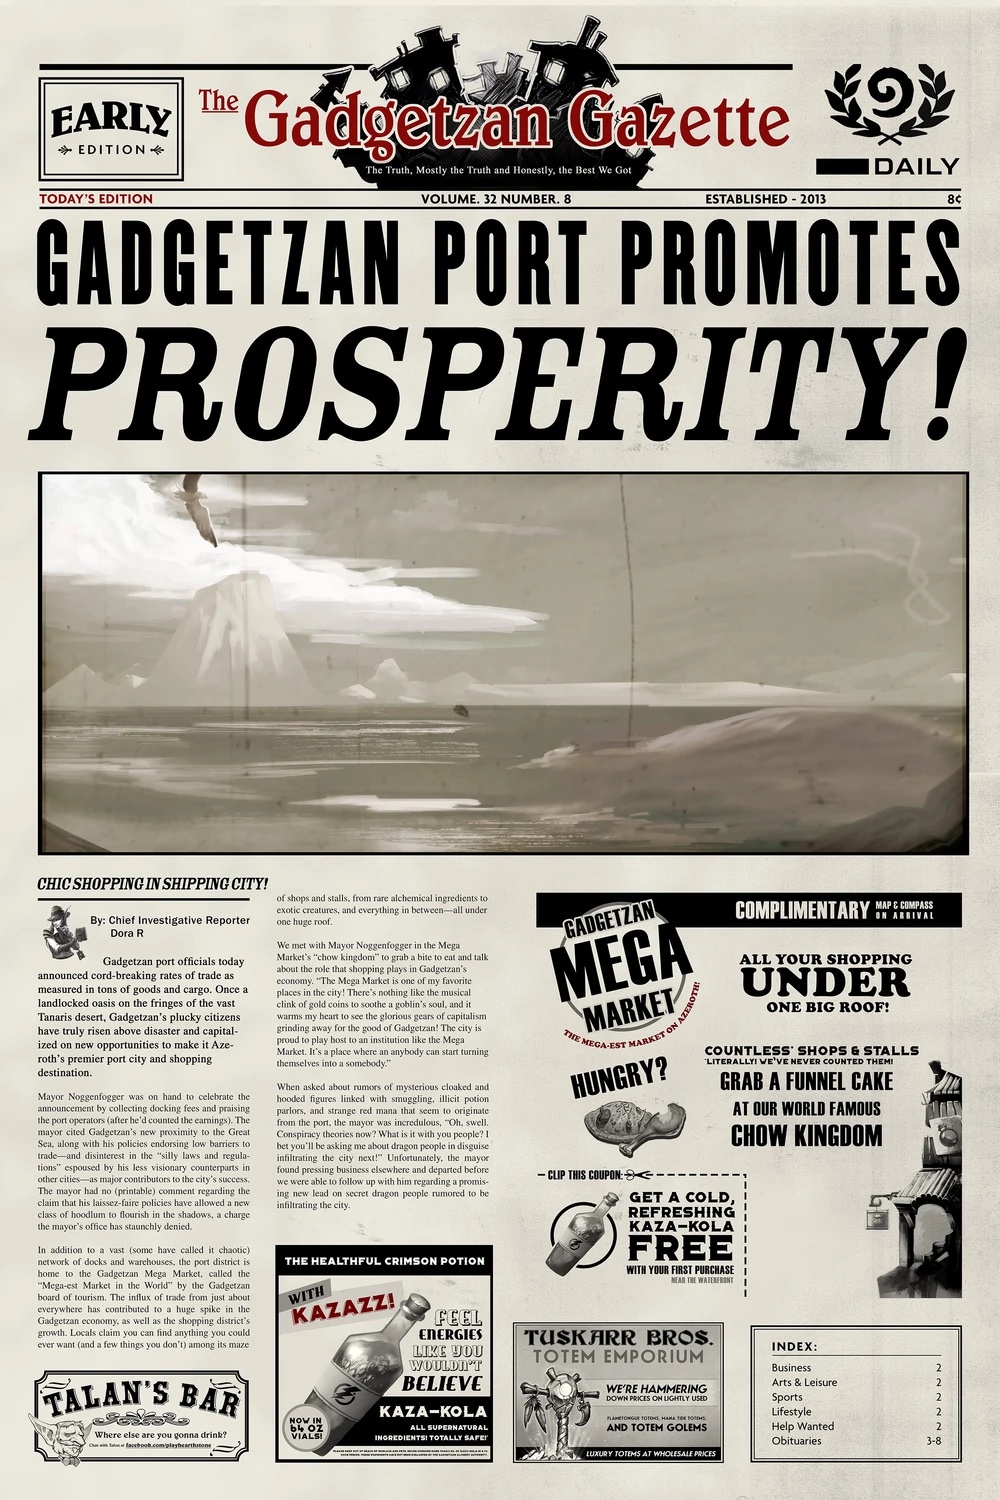 EARLY
EDITION
The Gadgetzan Gazette
The Truth, Mostly the Truth and Honestly, the Best We Got
DAILY
TODAY'S EDITION VOLUME. 32 NUMBER. 8 ESTABLISHED - 2013 8¢
GADGETZAN PORT PROMOTES
PROSPERITY!
CHIC SHOPPING IN SHIPPING CITY!
By: Chief Investigative Reporter
Dora R
Gadgetzan port officials today
announced cord-breaking rates of trade as
measured in tons of goods and cargo. Once a
landlocked oasis on the fringes of the vast
Tanaris desert, Gadgetzan's plucky citizens
have truly risen above disaster and capital-
ized on new opportunities to make it Aze-
roth's premier port city and shopping
destination.
Mayor Noggenfogger was on hand to celebrate the
announcement by collecting docking fees and praising
the port operators (after he'd counted the earnings). The
mayor cited Gadgetzan's new proximity to the Great
Sea, along with his policies endorsing low barriers to
trade—and disinterest in the "silly laws and regula-
tions" espoused by his less visionary counterparts in
other cities—as major contributors to the city's success.
The mayor had no (printable) comment regarding the
claim that his laissez-faire policies have allowed a new
class of hoodlum to flourish in the shadows, a charge
the mayor's office has staunchly denied.
In addition to a vast (some have called it chaotic)
network of docks and warehouses, the port district is
home to the Gadgetzan Mega Market, called the
"Mega-est Market in the World" by the Gadgetzan
board of tourism. The influx of trade from just about
everywhere has contributed to a huge spike in the
Gadgetzan economy, as well as the shopping district's
growth. Locals claim you can find anything you could
ever want (and a few things you don't) among its maze
of shops and stalls, from rare alchemical ingredients to
exotic creatures, and everything in between—all under
one huge roof.
We met with Mayor Noggenfogger in the Mega
Market's "chow kingdom" to grab a bite to eat and talk
about the role that shopping plays in Gadgetzan's
economy. "The Mega Market is one of my favorite
places in the city! There's nothing like the musical
clink of gold coins to soothe a goblin's soul, and it
warms my heart to see the glorious gears of capitalism
grinding away for the good of Gadgetzan! The city is
proud to play host to an institution like the Mega
Market. It's a place where an anybody can start turning
themselves into a somebody."
When asked about rumors of mysterious cloaked and
hooded figures linked with smuggling, illicit potion
parlors, and strange red mana that seem to originate
from the port, the mayor was incredulous, "Oh, swell.
Conspiracy theories now? What is it with you people? I
bet you'll be asking me about dragon people in disguise
infiltrating the city next!" Unfortunately, the mayor
found pressing business elsewhere and departed before
we were able to follow up with him regarding a promis-
ing new lead on secret dragon people rumored to be
infiltrating the city.
COMPLIMENTARY MAP & COMPASS
ON ARRIVAL
GADGETZAN
MEGA
MARKET
THE MEGA-EST MARKET ON AZEROTH!
ALL YOUR SHOPPING
UNDER
ONE BIG ROOF!
COUNTLESS* SHOPS & STALLS
*LITERALLY! WE'VE NEVER COUNTED THEM!
HUNGRY?
GRAB A FUNNEL CAKE
AT OUR WORLD FAMOUS
CHOW KINGDOM
CLIP THIS COUPON:
GET A COLD,
REFRESHING
KAZA-KOLA
FREE
WITH YOUR FIRST PURCHASE
NEAR THE WATERFRONT
TALAN'S BAR
Where else are you gonna drink?
Chat with Talan at facebook.com/playhearthstone
THE HEALTHFUL CRIMSON POTION
WITH
KAZAZZ!
FEEL
ENERGIES
LIKE YOU
WOULDN'T
BELIEVE
NOW IN
64 OZ
VIALS!
KAZA-KOLA
ALL SUPERNATURAL
INGREDIENTS! TOTALLY SAFE!
TUSKARR BROS.
TOTEM EMPORIUM
WE'RE HAMMERING
DOWN PRICES ON LIGHTLY USED
FLAMETONGUE TOTEMS, MANA TIDE TOTEMS,
AND TOTEM GOLEMS
LUXURY TOTEMS AT WHOLESALE PRICES
INDEX:
Business 2
Arts & Leisure 2
Sports 2
Lifestyle 2
Help Wanted 2
Obituaries 3-8